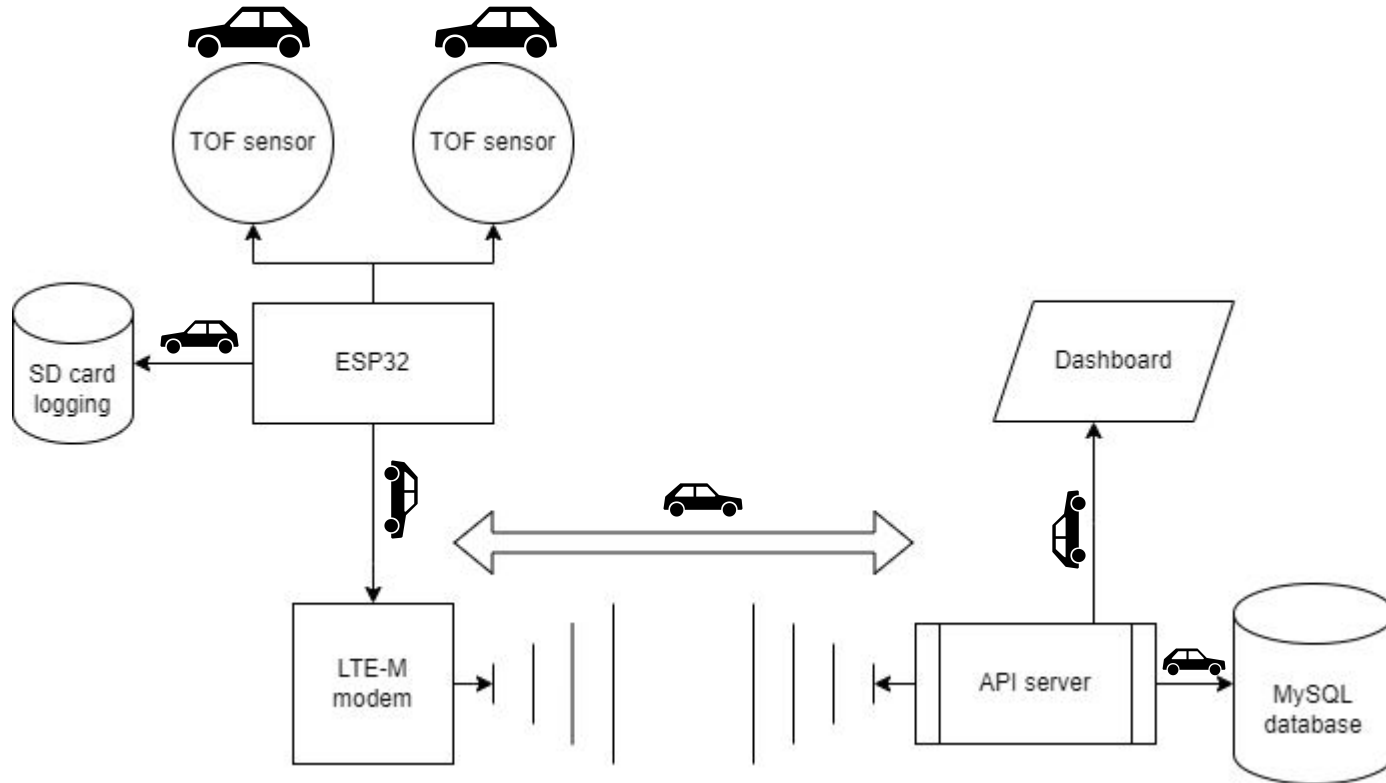 TOF sensor
TOF sensor
SD card
logging
ESP32
Dashboard
LTE-M
modem
API server
MySQL
database